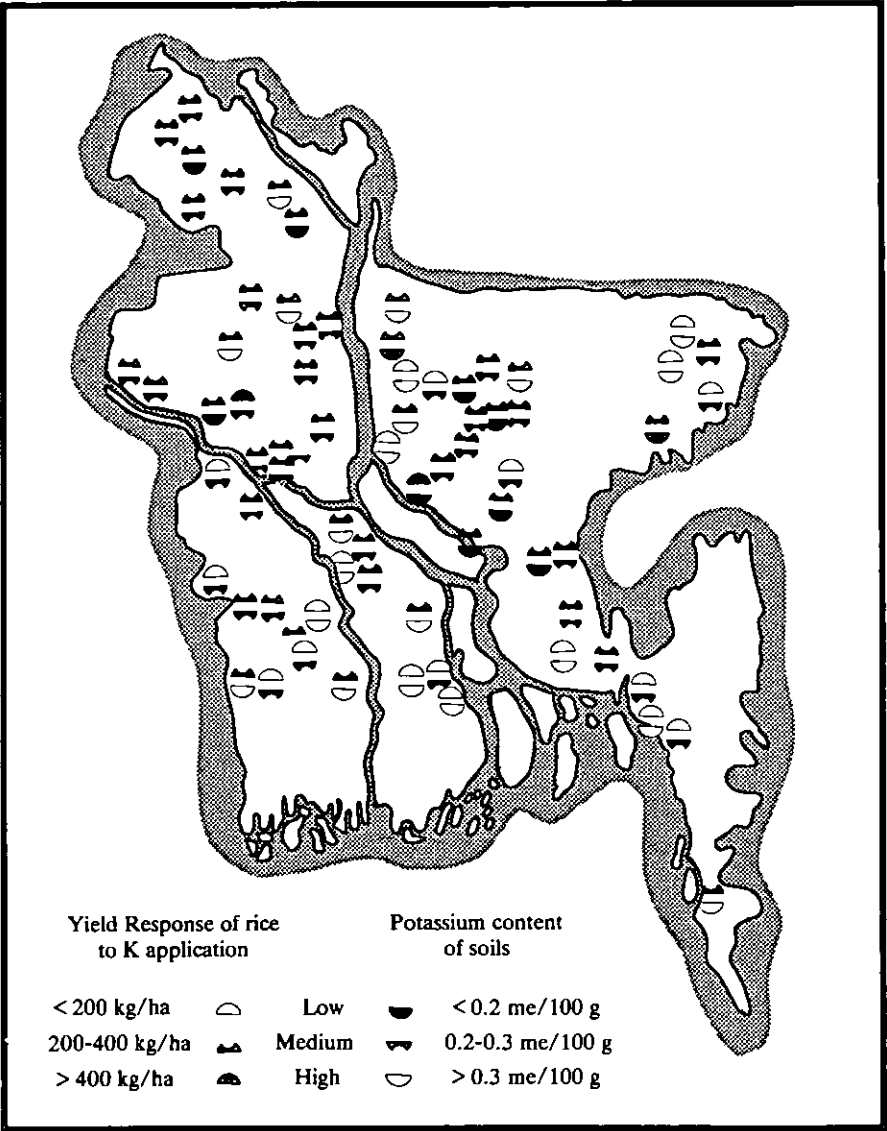 Yield Response of rice to K application
Potassium content of soils
< 200 kg/ha Low < 0.2 me/100 g
200-400 kg/ha Medium 0.2-0.3 me/100 g
> 400 kg/ha High > 0.3 me/100 g